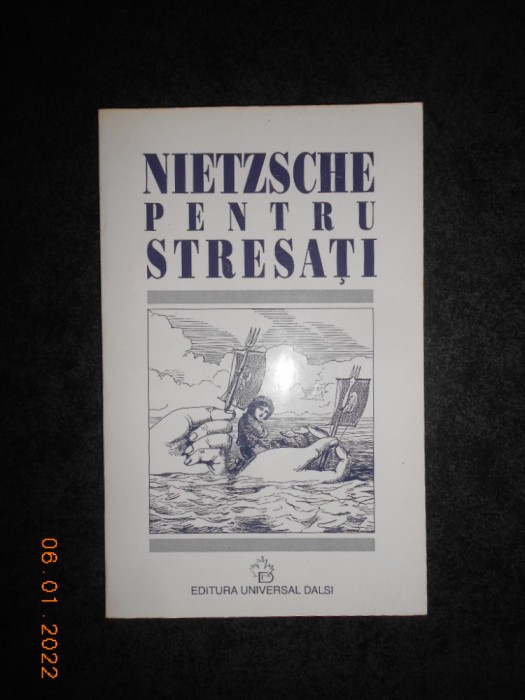 NIETZSCHE
PENTRU
STRESAȚI
EDITURA UNIVERSAL DALSI
06.01.2022